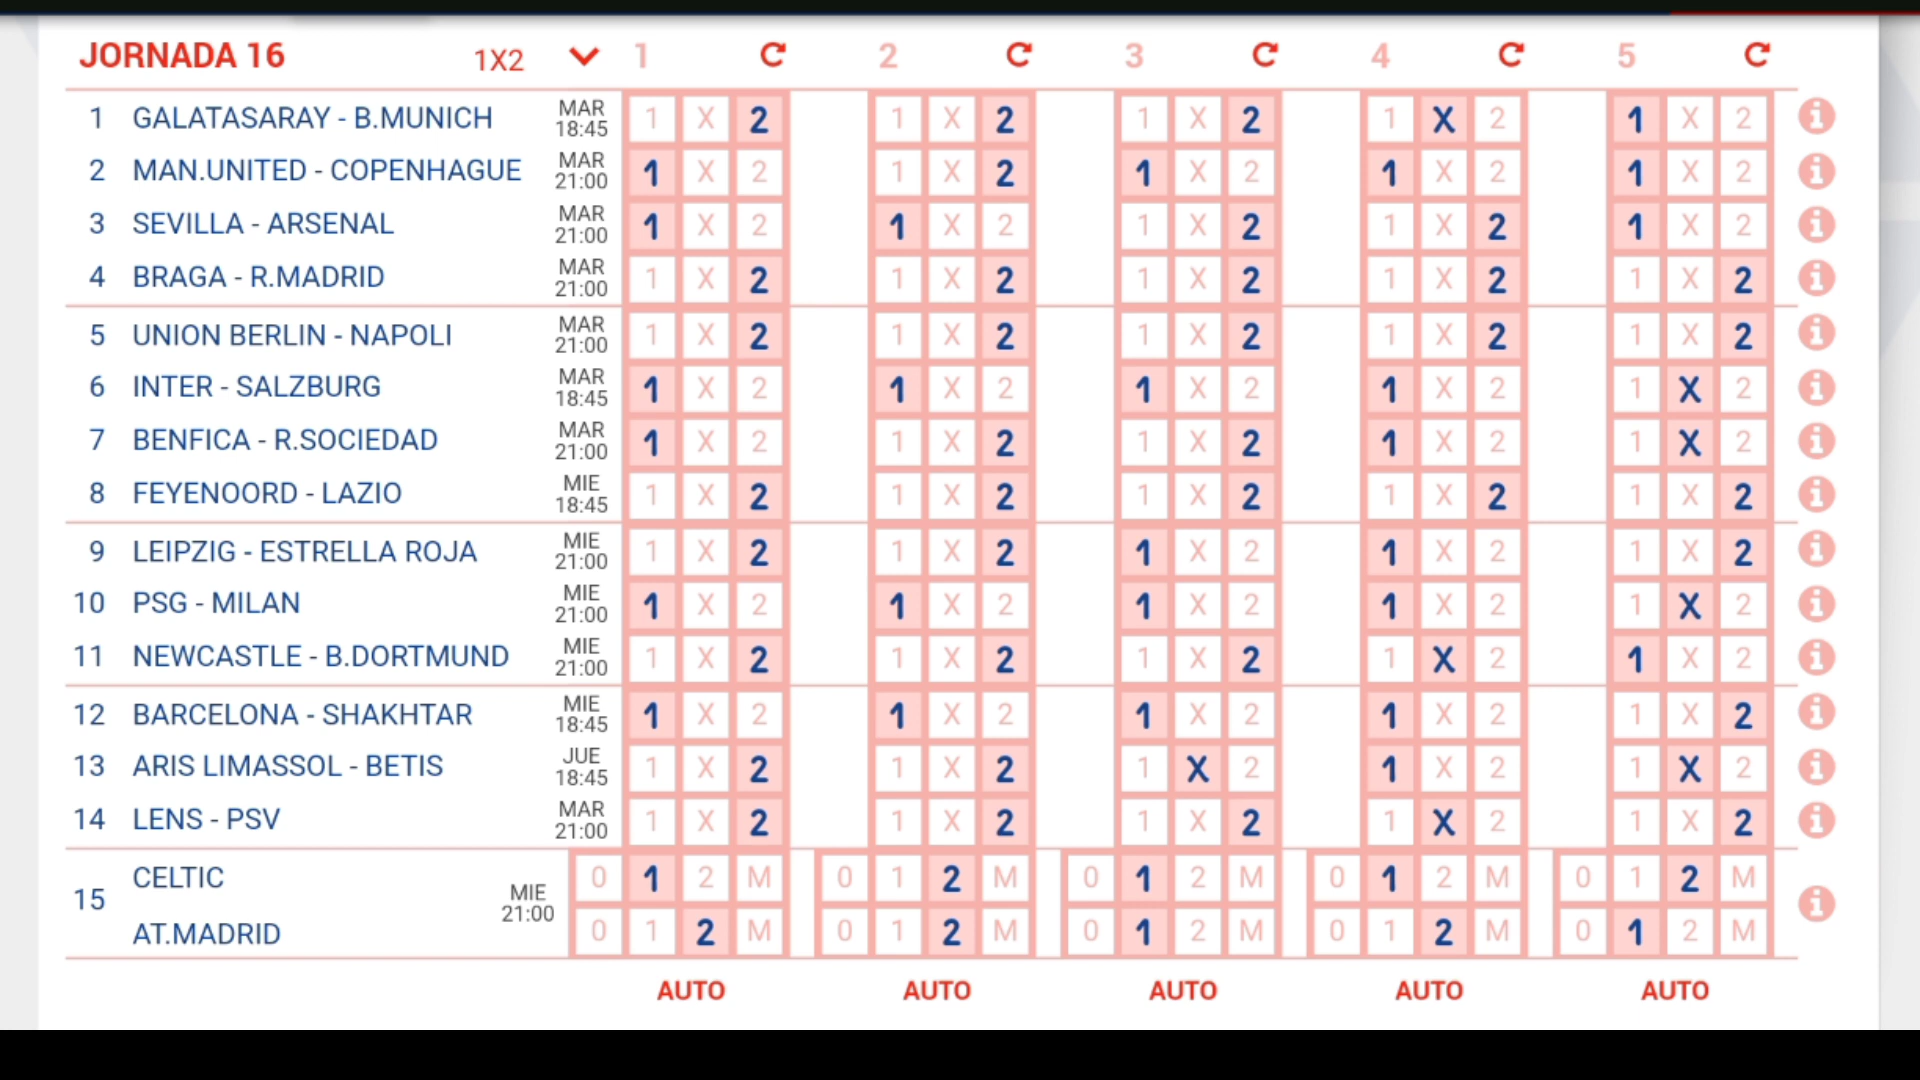 JORNADA 16 1X2 1 2 3 4 5
1 GALATASARAY - B.MUNICH MAR 18:45 1 X 2 1 X 2 1 X 2 1 X 2 1 X 2
2 MAN.UNITED - COPENHAGUE MAR 21:00 1 X 2 1 X 2 1 X 2 1 X 2 1 X 2
3 SEVILLA - ARSENAL MAR 21:00 1 X 2 1 X 2 1 X 2 1 X 2 1 X 2
4 BRAGA - R.MADRID MAR 21:00 1 X 2 1 X 2 1 X 2 1 X 2 1 X 2
5 UNION BERLIN - NAPOLI MAR 21:00 1 X 2 1 X 2 1 X 2 1 X 2 1 X 2
6 INTER - SALZBURG MAR 18:45 1 X 2 1 X 2 1 X 2 1 X 2 1 X 2
7 BENFICA - R.SOCIEDAD MAR 21:00 1 X 2 1 X 2 1 X 2 1 X 2 1 X 2
8 FEYENOORD - LAZIO MIE 18:45 1 X 2 1 X 2 1 X 2 1 X 2 1 X 2
9 LEIPZIG - ESTRELLA ROJA MIE 21:00 1 X 2 1 X 2 1 X 2 1 X 2 1 X 2
10 PSG - MILAN MIE 21:00 1 X 2 1 X 2 1 X 2 1 X 2 1 X 2
11 NEWCASTLE - B.DORTMUND MIE 21:00 1 X 2 1 X 2 1 X 2 1 X 2 1 X 2
12 BARCELONA - SHAKHTAR MIE 18:45 1 X 2 1 X 2 1 X 2 1 X 2 1 X 2
13 ARIS LIMASSOL - BETIS JUE 18:45 1 X 2 1 X 2 1 X 2 1 X 2 1 X 2
14 LENS - PSV MAR 21:00 1 X 2 1 X 2 1 X 2 1 X 2 1 X 2
15 CELTIC MIE 21:00 0 1 2 M 0 1 2 M 0 1 2 M 0 1 2 M 0 1 2 M
AT.MADRID 0 1 2 M 0 1 2 M 0 1 2 M 0 1 2 M 0 1 2 M
AUTO AUTO AUTO AUTO AUTO